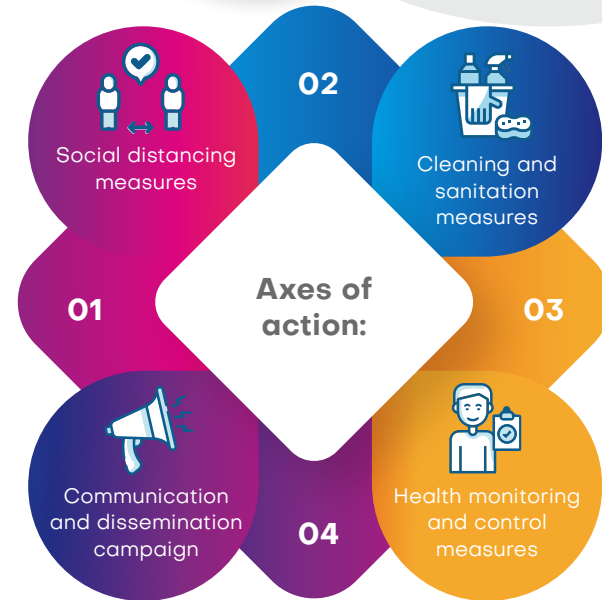 Axes of
action:
01
Social distancing
measures
02
Cleaning and
sanitation
measures
03
Health monitoring
and control
measures
04
Communication
and dissemination
campaign